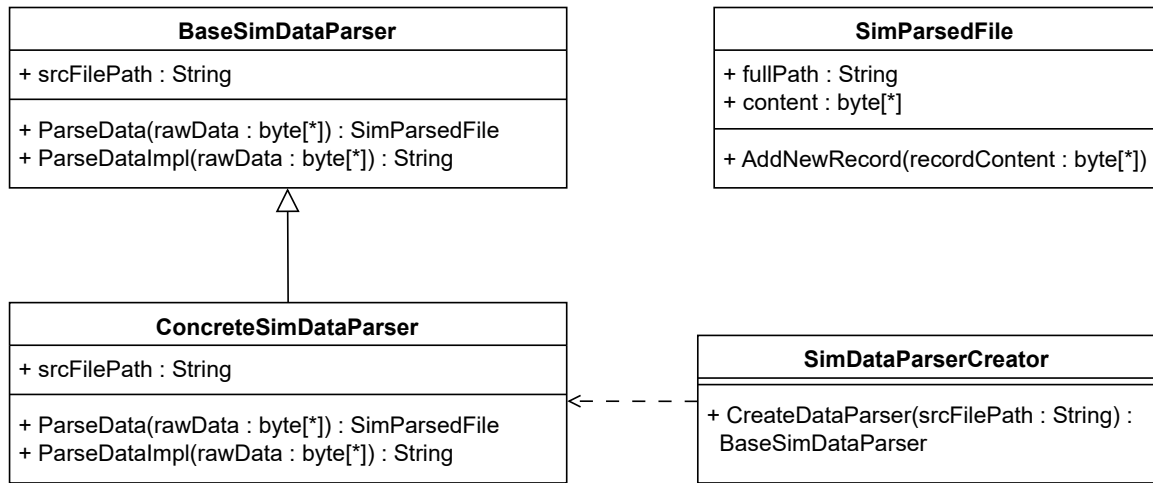 BaseSimDataParser
+ srcFilePath : String
+ ParseData(rawData : byte[*]) : SimParsedFile
+ ParseDataImpl(rawData : byte[*]) : String
SimParsedFile
+ fullPath : String
+ content : byte[*]
+ AddNewRecord(recordContent : byte[*])
ConcreteSimDataParser
+ srcFilePath : String
+ ParseData(rawData : byte[*]) : SimParsedFile
+ ParseDataImpl(rawData : byte[*]) : String
SimDataParserCreator
+ CreateDataParser(srcFilePath : String) :
BaseSimDataParser